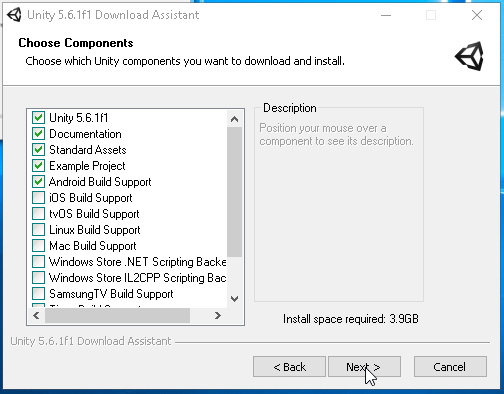 Unity 5.6.1f1 Download Assistant
Choose Components
Choose which Unity components you want to download and install.
Unity 5.6.1f1
Documentation
Standard Assets
Example Project
Android Build Support
iOS Build Support
tvOS Build Support
Linux Build Support
Mac Build Support
Windows Store .NET Scripting Backe
Windows Store IL2CPP Scripting Bac
SamsungTV Build Support
Description
Position your mouse over a
component to see its description.
Install space required: 3.9GB
Unity 5.6.1f1 Download Assistant
< Back
Next >
Cancel